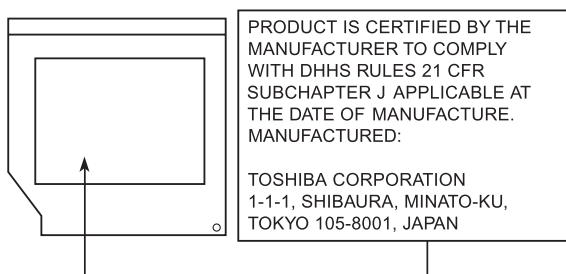 PRODUCT IS CERTIFIED BY THE
MANUFACTURER TO COMPLY
WITH DHHS RULES 21 CFR
SUBCHAPTER J APPLICABLE AT
THE DATE OF MANUFACTURE.
MANUFACTURED:
TOSHIBA CORPORATION
1-1-1, SHIBAURA, MINATO-KU,
TOKYO 105-8001, JAPAN